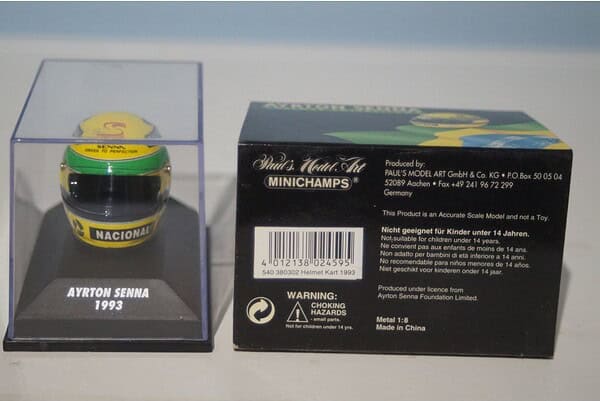 SENNA
DRIVEN TO PERFECTION
NACIONAL
AYRTON SENNA
1993
AYRTON SENNA
Paul's Model Art
MINICHAMPS®
4 012138 024595
540 380302 Helmet Kart 1993
WARNING:
CHOKING
HAZARDS
- small parts.
Not for children under 14 yrs.
Produced by:
PAUL'S MODEL ART GmbH & Co. KG • P.O Box 50 05 04
52089 Aachen • Fax +49 241 96 72 299
Germany
This Product is an Accurate Scale Model and not a Toy.
Nicht geeignet für Kinder unter 14 Jahren.
Not suitable for children under 14 years.
Ne convient pas aux enfants de moins de 14 ans.
Non adatto per bambini di eta inferiore a 14 anni.
No recomendable para niños menores de 14 años.
Niet geschikt voor kinderen onder 14 jaar.
Produced under licence from
Ayrton Senna Foundation Limited.
Metal 1:8
Made in China